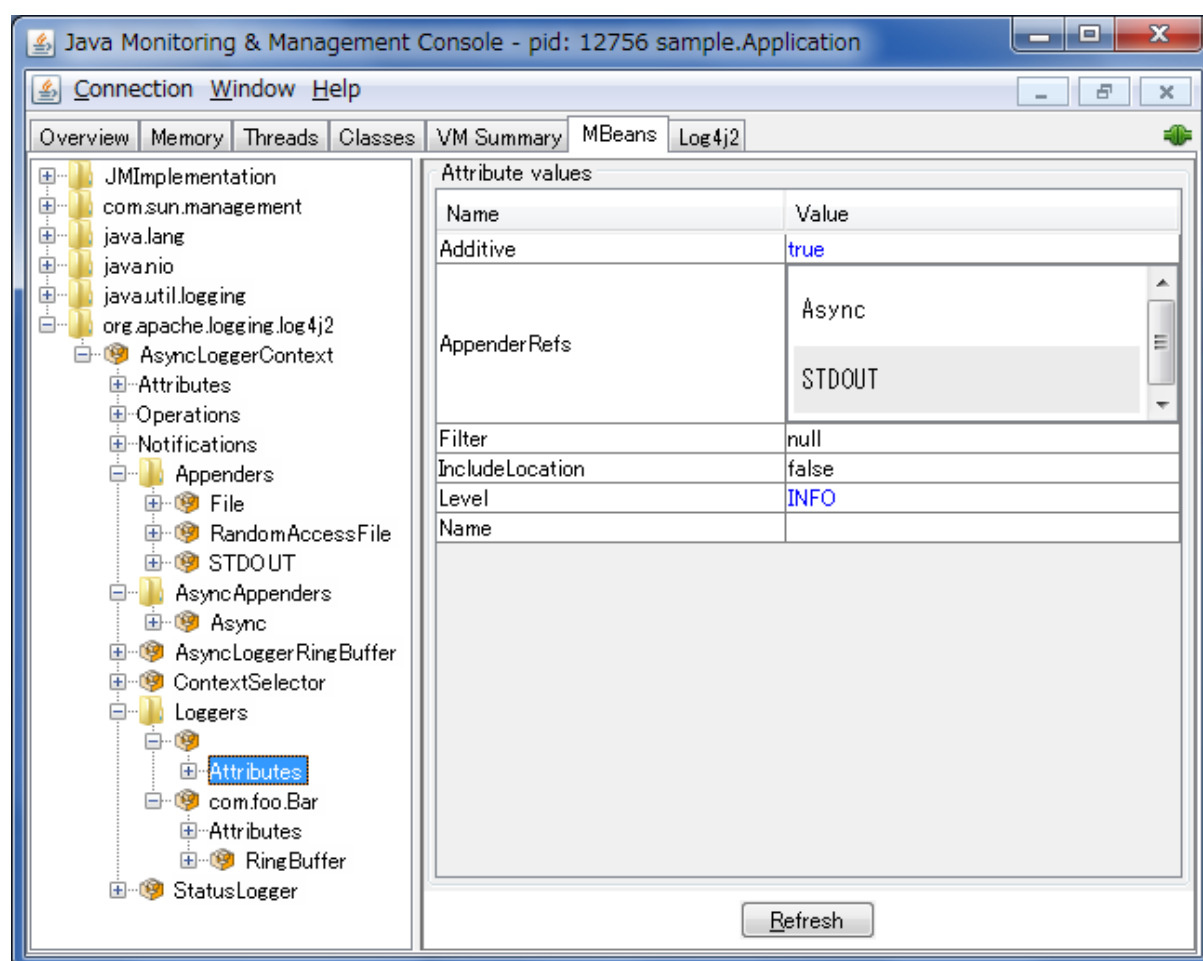 Java Monitoring & Management Console - pid: 12756 sample.Application
Connection Window Help
Overview Memory Threads Classes VM Summary MBeans Log4j2
JMImplementation
com.sun.management
java.lang
java.nio
java.util.logging
org.apache.logging.log4j2
AsyncLoggerContext
Attributes
Operations
Notifications
Appenders
File
RandomAccessFile
STDOUT
AsyncAppenders
Async
AsyncLoggerRingBuffer
ContextSelector
Loggers
Attributes
com.foo.Bar
Attributes
RingBuffer
StatusLogger
Attribute values
Name Value
Additive true
AppenderRefs Async
STDOUT
Filter null
IncludeLocation false
Level INFO
Name
Refresh